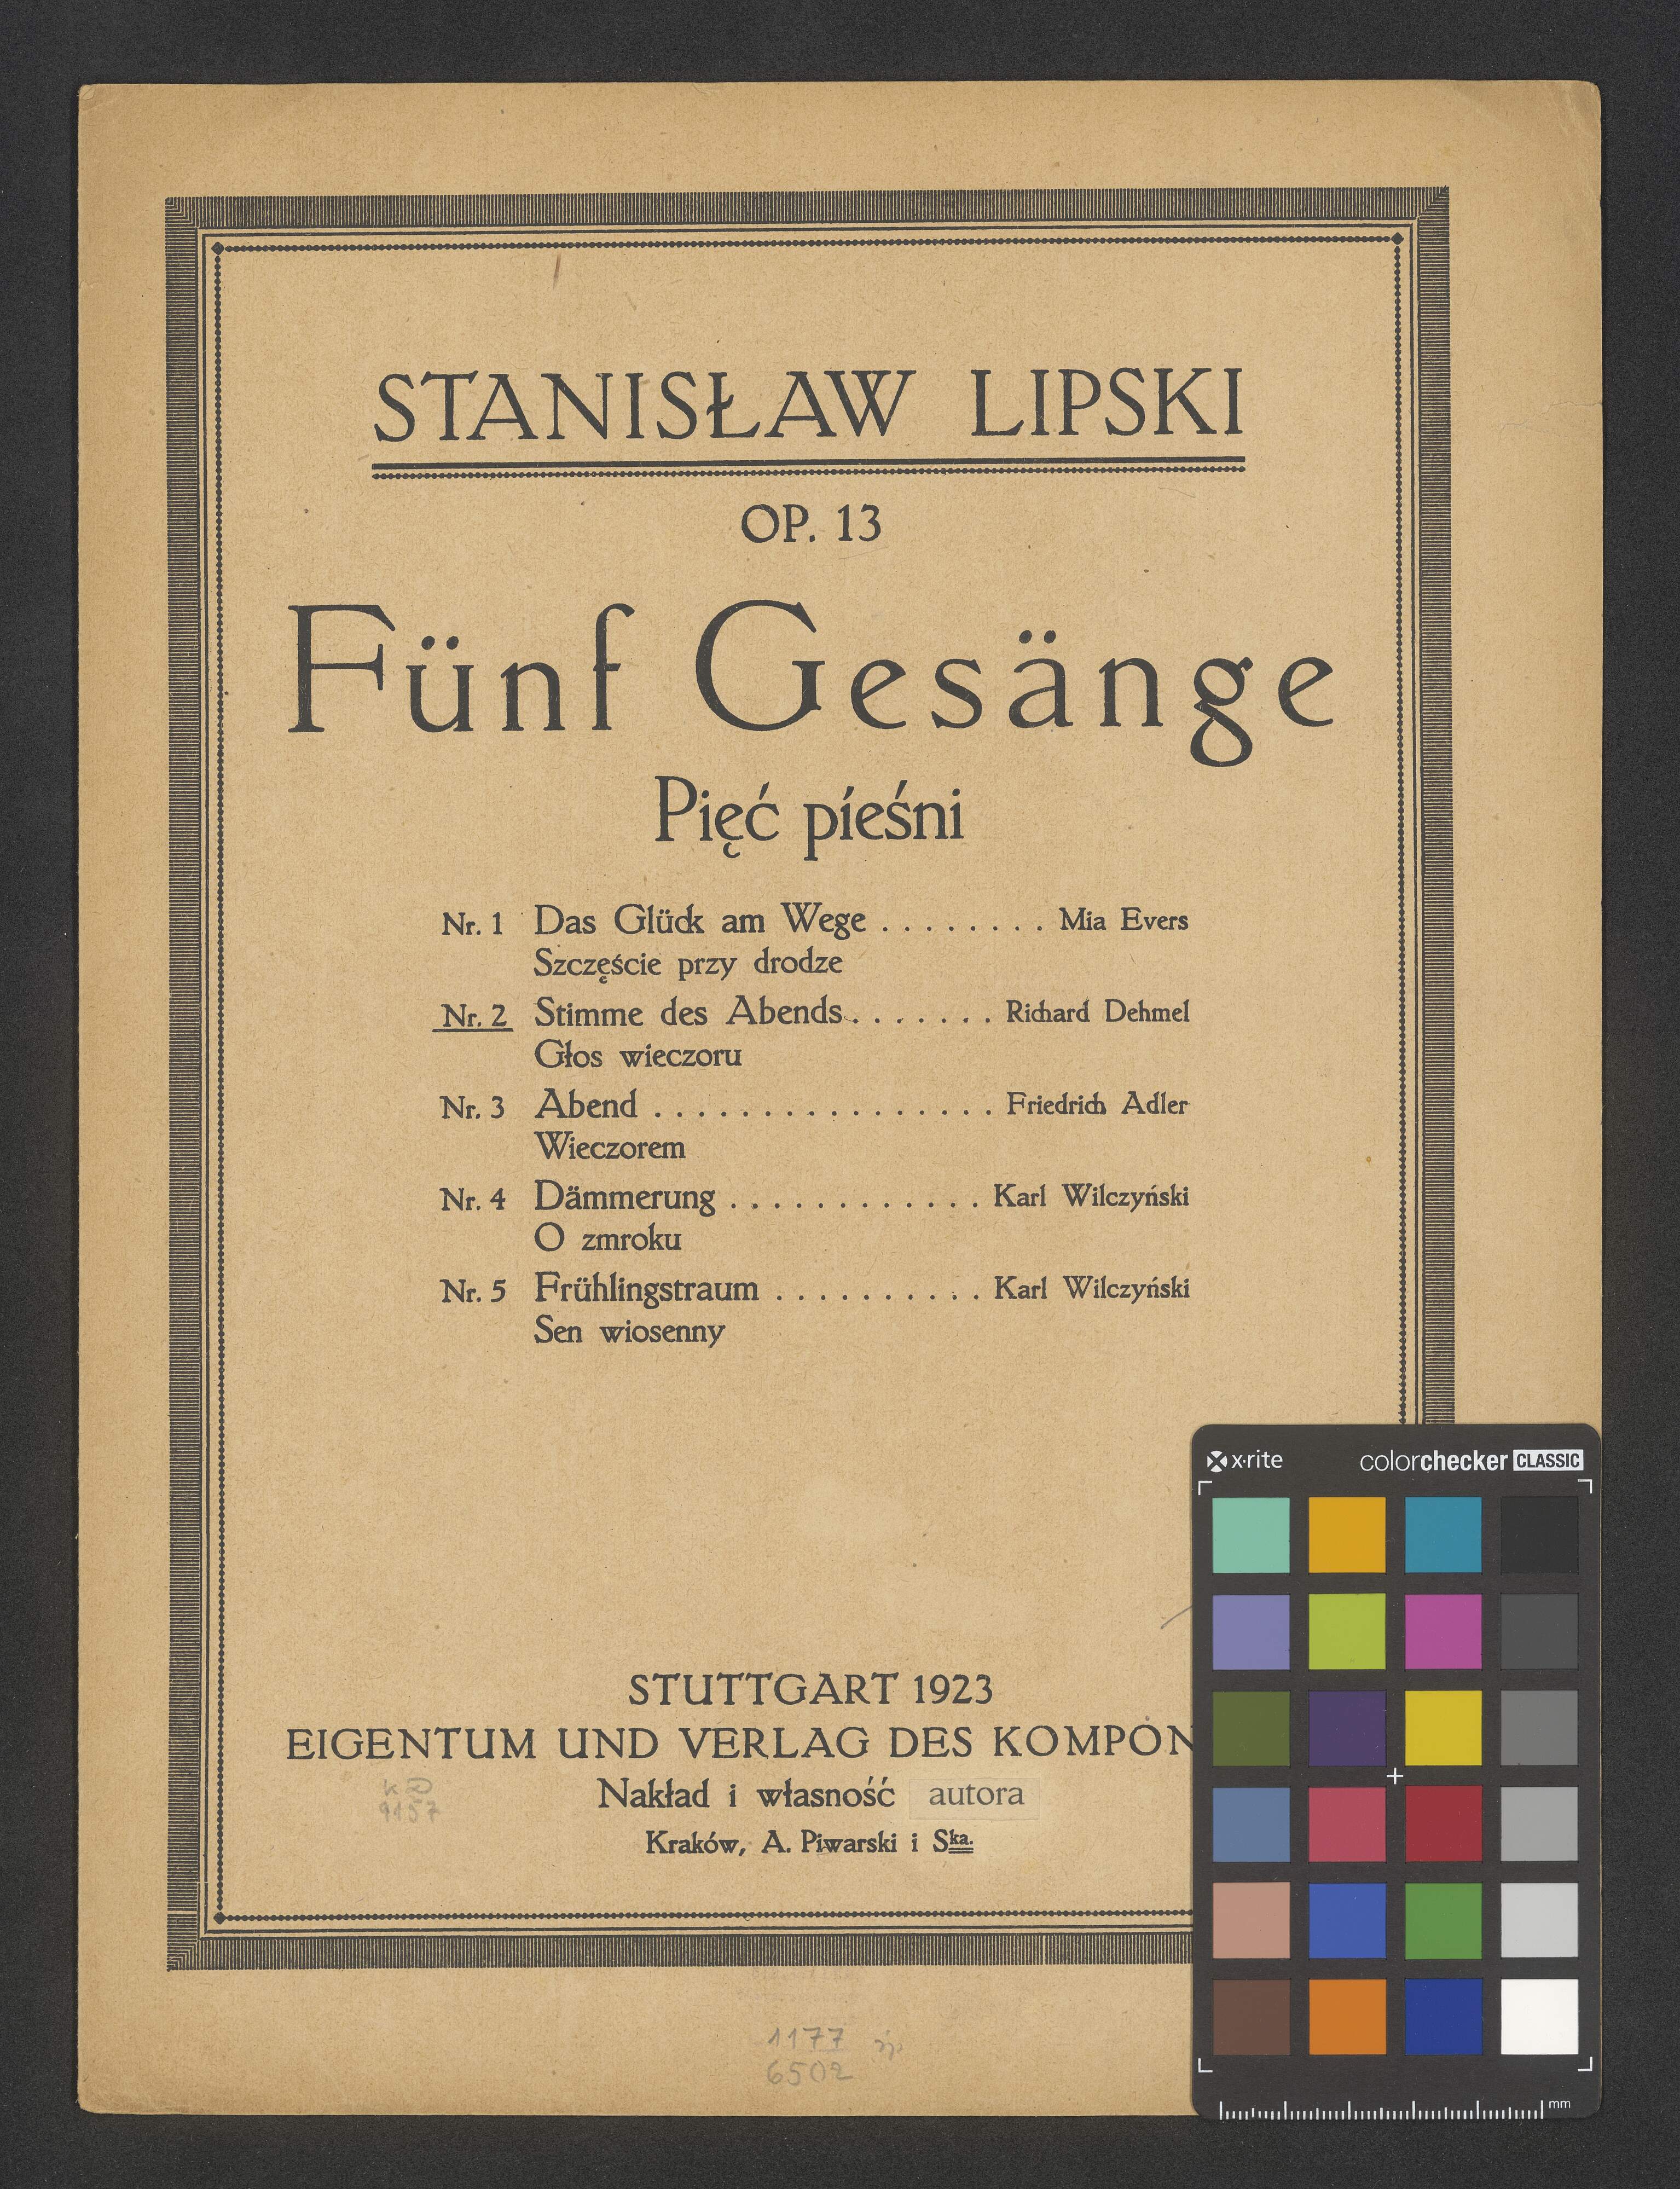 STANISŁAW LIPSKI
OP. 13
Fünf Gesänge
Pięć pieśni
Nr. 1 Das Glück am Wege ........ Mia Evers
Szczęście przy drodze
Nr. 2 Stimme des Abends ....... Richard Dehmel
Głos wieczoru
Nr. 3 Abend ................ Friedrich Adler
Wieczorem
Nr. 4 Dämmerung ............ Karl Wilczyński
O zmroku
Nr. 5 Frühlingstraum .......... Karl Wilczyński
Sen wiosenny
STUTTGART 1923
EIGENTUM UND VERLAG DES KOMPON
Nakład i własność autora
Kraków, A. Piwarski i Ska.
9157
1177
6502
x·rite colorchecker CLASSIC
mm